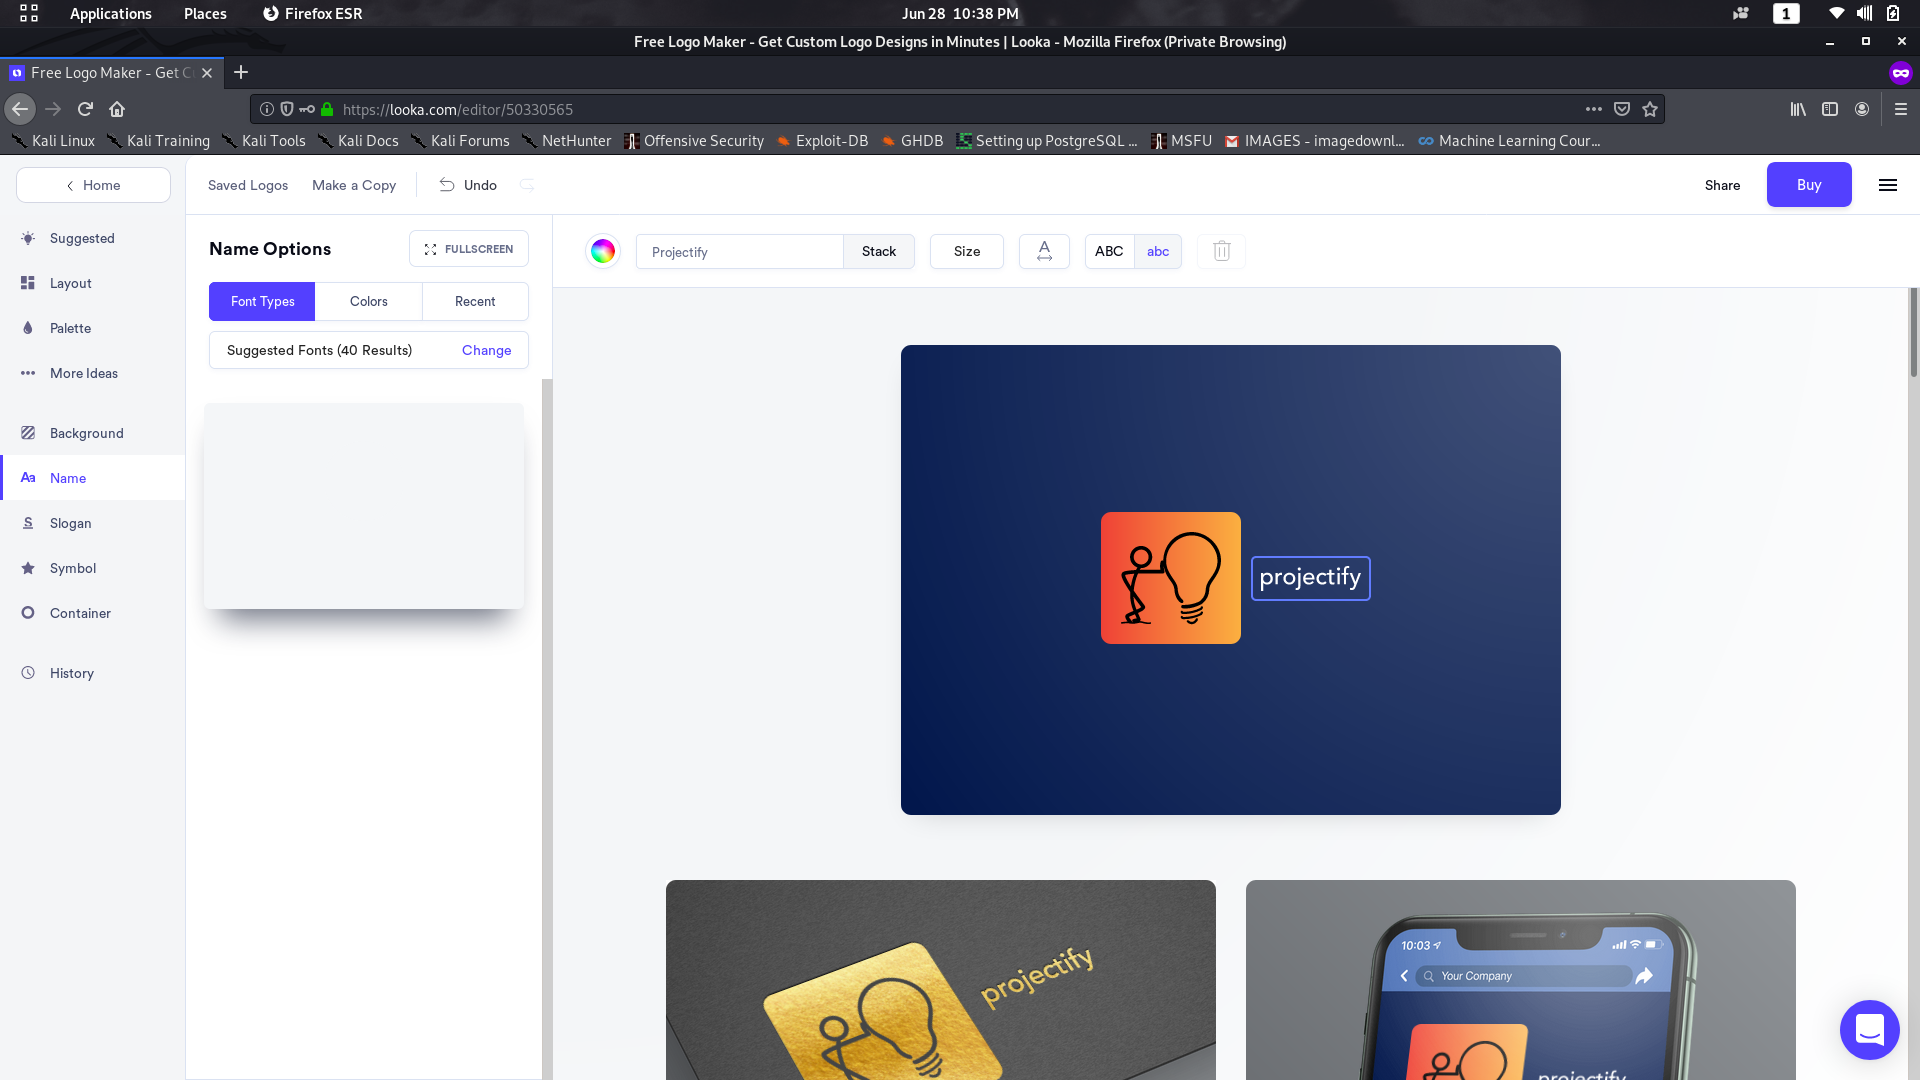 Applications Places Firefox ESR Jun 28 10:38 PM 1
Free Logo Maker - Get Custom Logo Designs in Minutes | Looka - Mozilla Firefox (Private Browsing)
Free Logo Maker - Get C
https://looka.com/editor/50330565
Kali Linux Kali Training Kali Tools Kali Docs Kali Forums NetHunter Offensive Security Exploit-DB GHDB Setting up PostgreSQL ... MSFU IMAGES - imagedownl... Machine Learning Cour...
Home Saved Logos Make a Copy Undo Share Buy
Suggested
Layout
Palette
More Ideas
Background
Aa Name
S Slogan
Symbol
Container
History
Name Options FULLSCREEN
Font Types Colors Recent
Suggested Fonts (40 Results) Change
Projectify Stack Size A ABC abc
projectify
projectify
10:03
Your Company
projectify